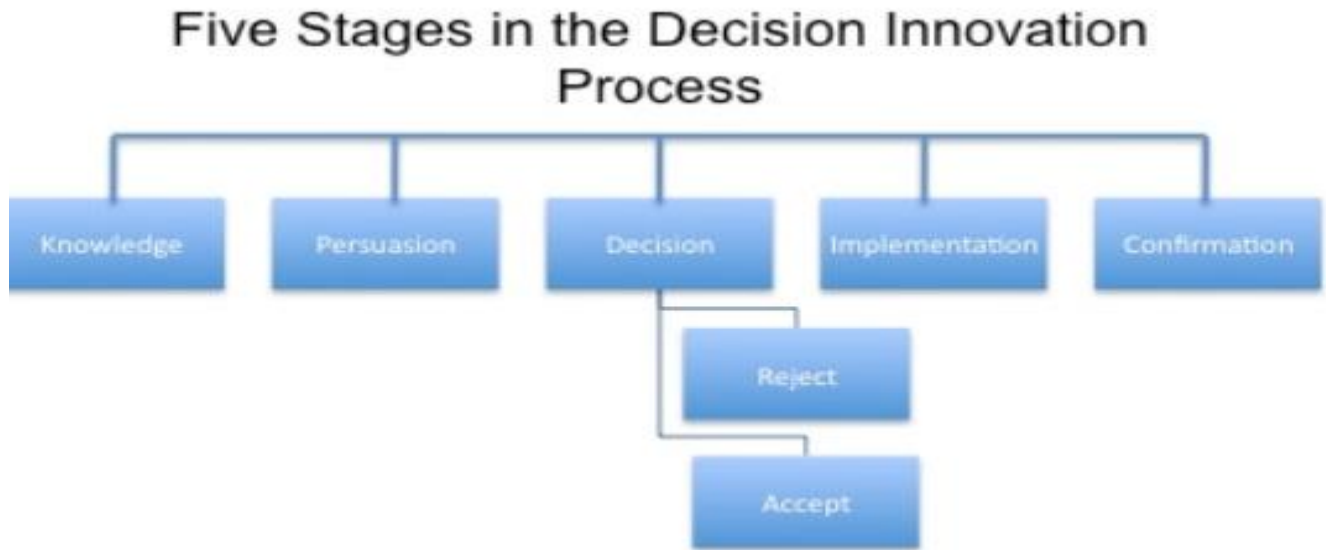 Five Stages in the Decision Innovation
Process
Knowledge
Persuasion
Decision
Implementation
Confirmation
Reject
Accept